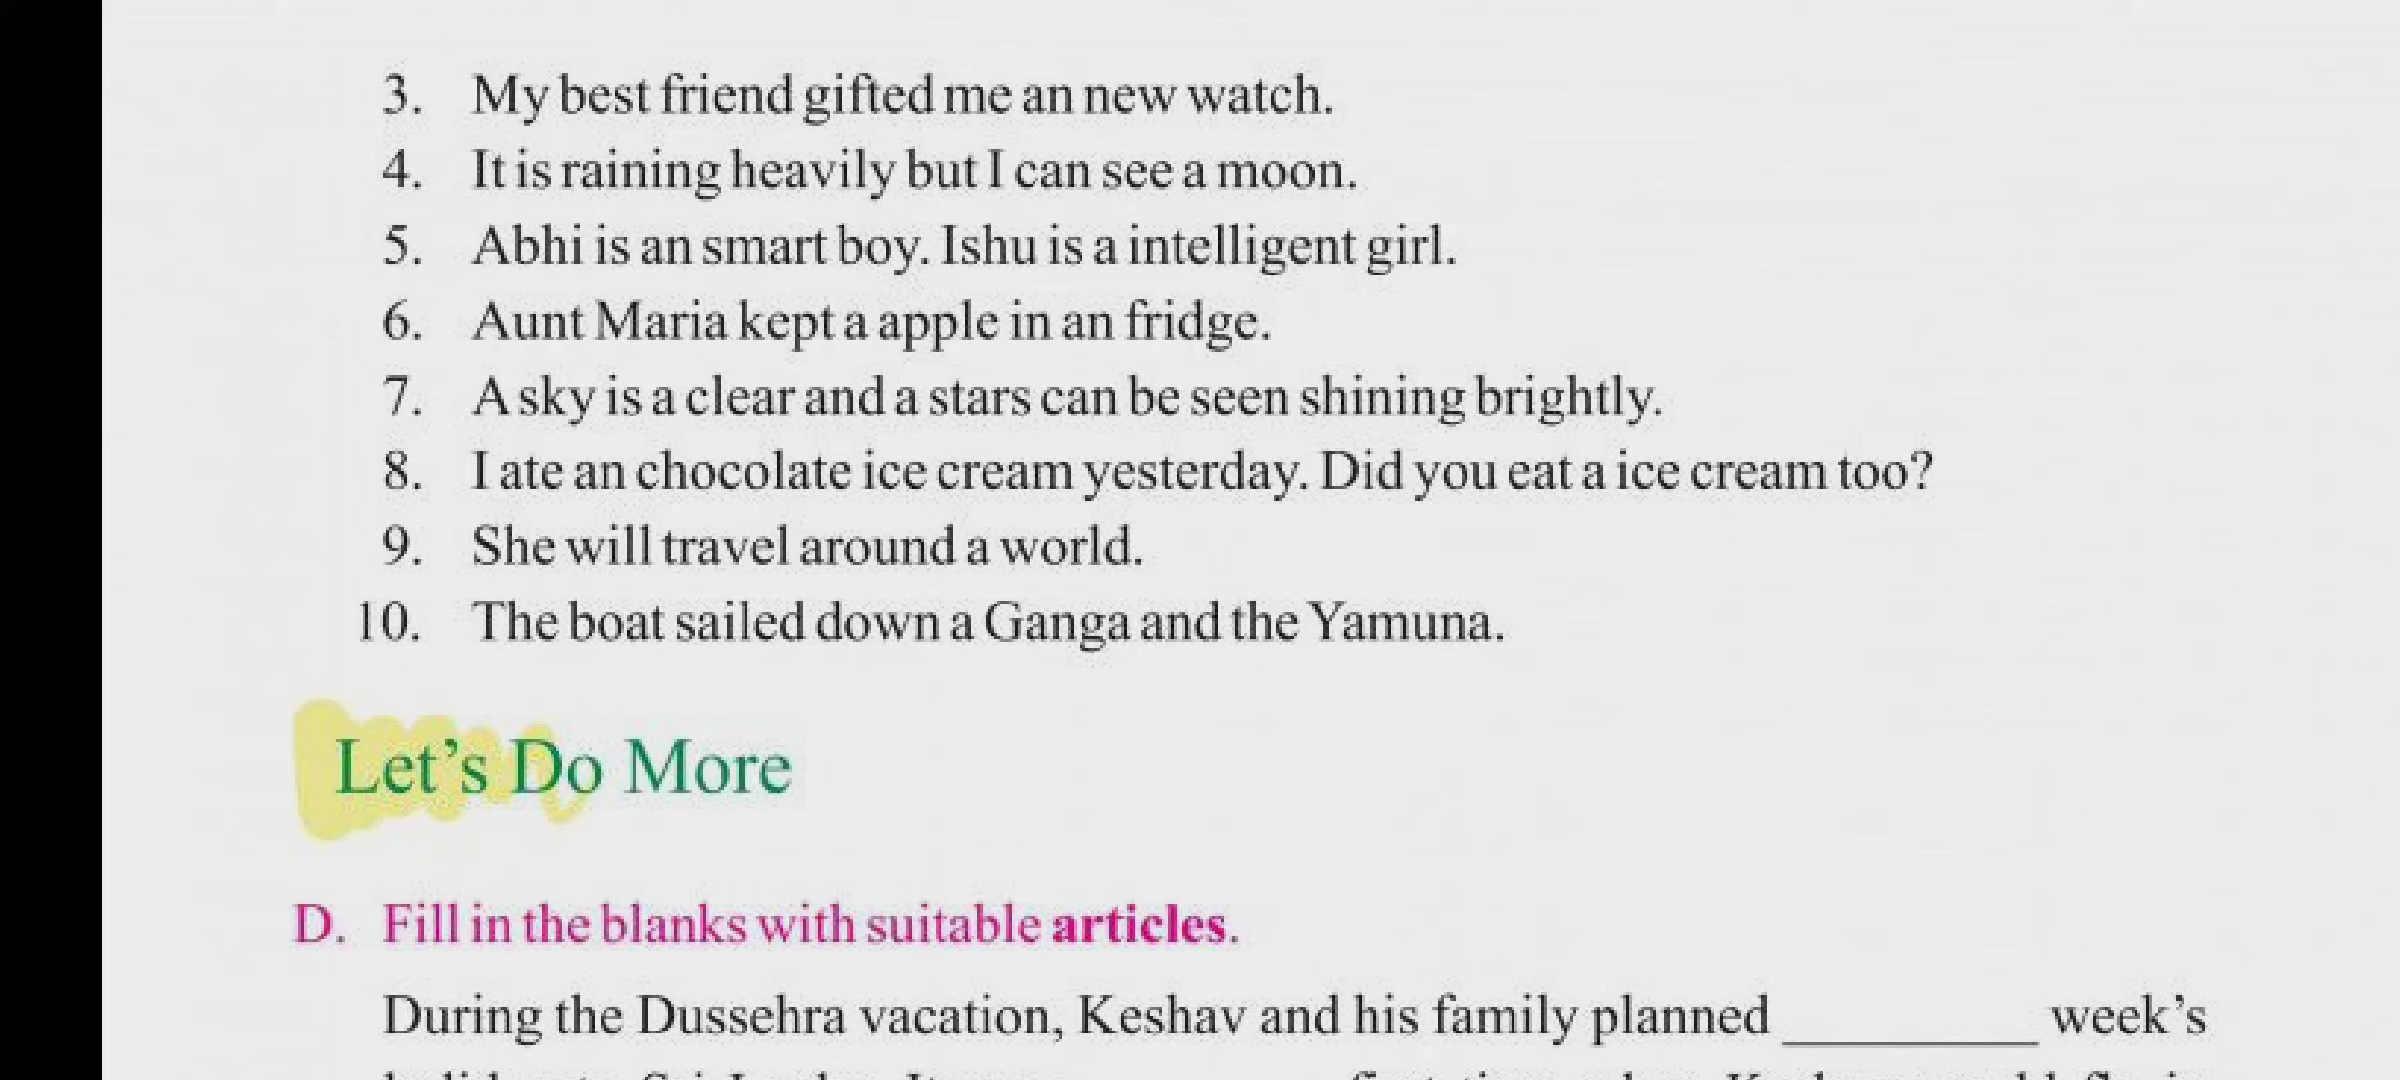 3. My best friend gifted me an new watch.
4. It is raining heavily but I can see a moon.
5. Abhi is an smart boy. Ishu is a intelligent girl.
6. Aunt Maria kept a apple in an fridge.
7. A sky is a clear and a stars can be seen shining brightly.
8. I ate an chocolate ice cream yesterday. Did you eat a ice cream too?
9. She will travel around a world.
10. The boat sailed down a Ganga and the Yamuna.
Let's Do More
D. Fill in the blanks with suitable articles.
During the Dussehra vacation, Keshav and his family planned _________ week's